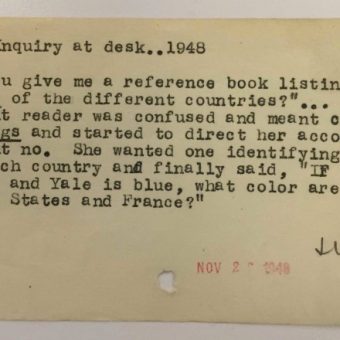 Inquiry at desk..1948
u give me a reference book listin
of the different countries?"...
t reader was confused and meant c
gs and started to direct her acco
t no. She wanted one identifying
ch country and finally said, "IF
and Yale is blue, what color are
States and France?"
NOV 2 1948